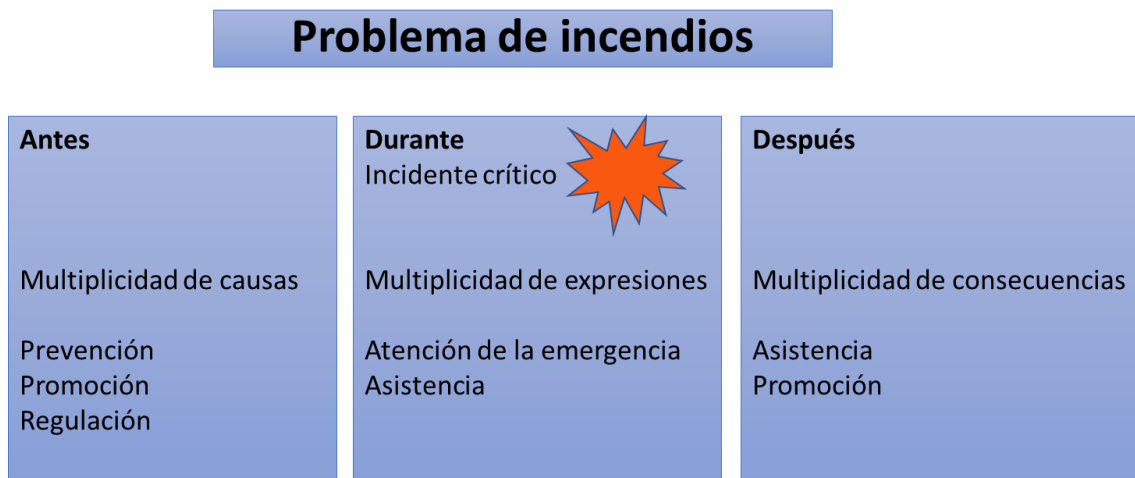 Problema de incendios
Antes
Multiplicidad de causas
Prevención
Promoción
Regulación
Durante
Incidente crítico
Multiplicidad de expresiones
Atención de la emergencia
Asistencia
Después
Multiplicidad de consecuencias
Asistencia
Promoción